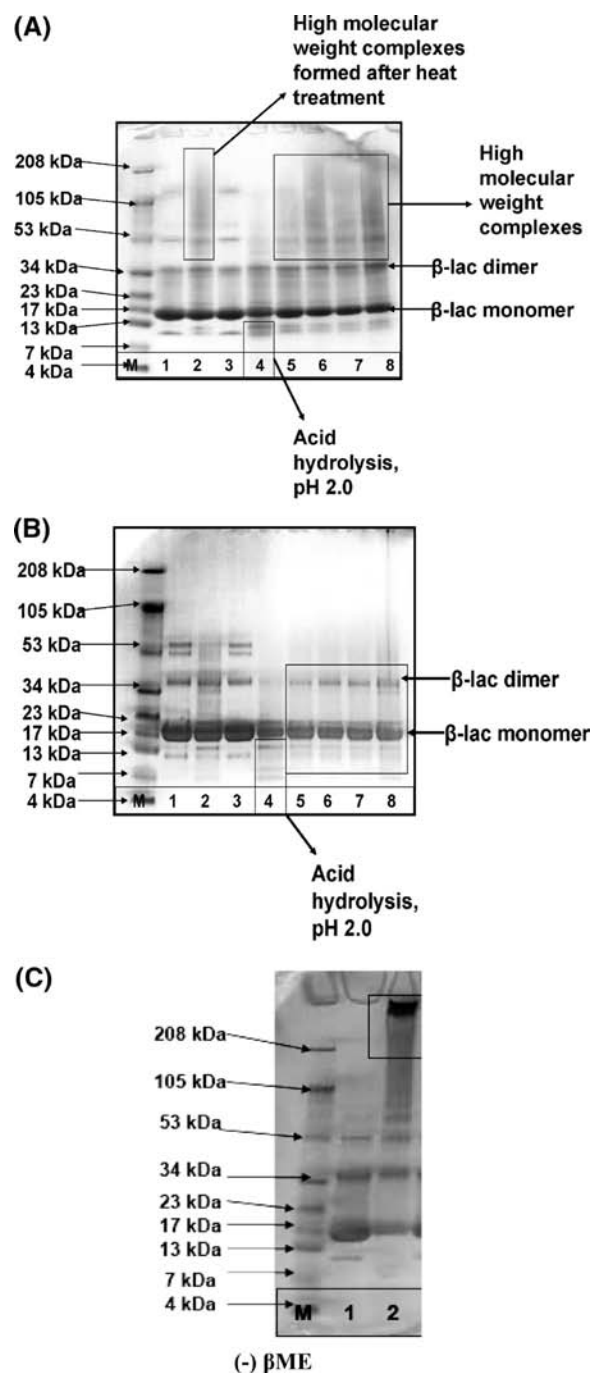 (A)
High molecular
weight complexes
formed after heat
treatment
208 kDa
105 kDa
53 kDa
34 kDa
23 kDa
17 kDa
13 kDa
7 kDa
4 kDa
High
molecular
weight
complexes
β-lac dimer
β-lac monomer
M 1 2 3 4 5 6 7 8
Acid
hydrolysis,
pH 2.0
(B)
208 kDa
105 kDa
53 kDa
34 kDa
23 kDa
17 kDa
13 kDa
7 kDa
4 kDa
β-lac dimer
β-lac monomer
M 1 2 3 4 5 6 7 8
Acid
hydrolysis,
pH 2.0
(C)
208 kDa
105 kDa
53 kDa
34 kDa
23 kDa
17 kDa
13 kDa
7 kDa
4 kDa
M 1 2
(-) βME